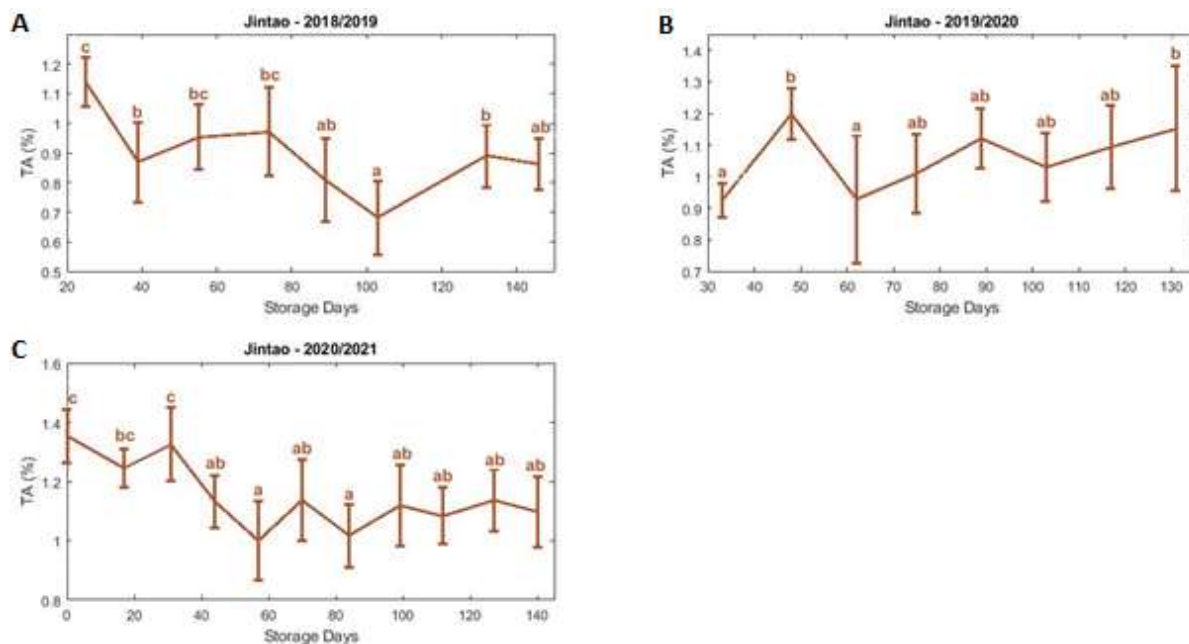 A
Jintao - 2018/2019
TA (%)
1.2
1.1
1
0.9
0.8
0.7
0.6
0.5
c
b
bc
bc
ab
a
b
ab
20
40
60
80
100
120
140
Storage Days
B
Jintao - 2019/2020
TA (%)
1.4
1.3
1.2
1.1
1
0.9
0.8
0.7
a
b
a
ab
ab
ab
ab
b
30
40
50
60
70
80
90
100
110
120
130
Storage Days
C
Jintao - 2020/2021
TA (%)
1.6
1.4
1.2
1
0.8
c
bc
c
ab
a
ab
a
ab
ab
ab
ab
0
20
40
60
80
100
120
140
Storage Days